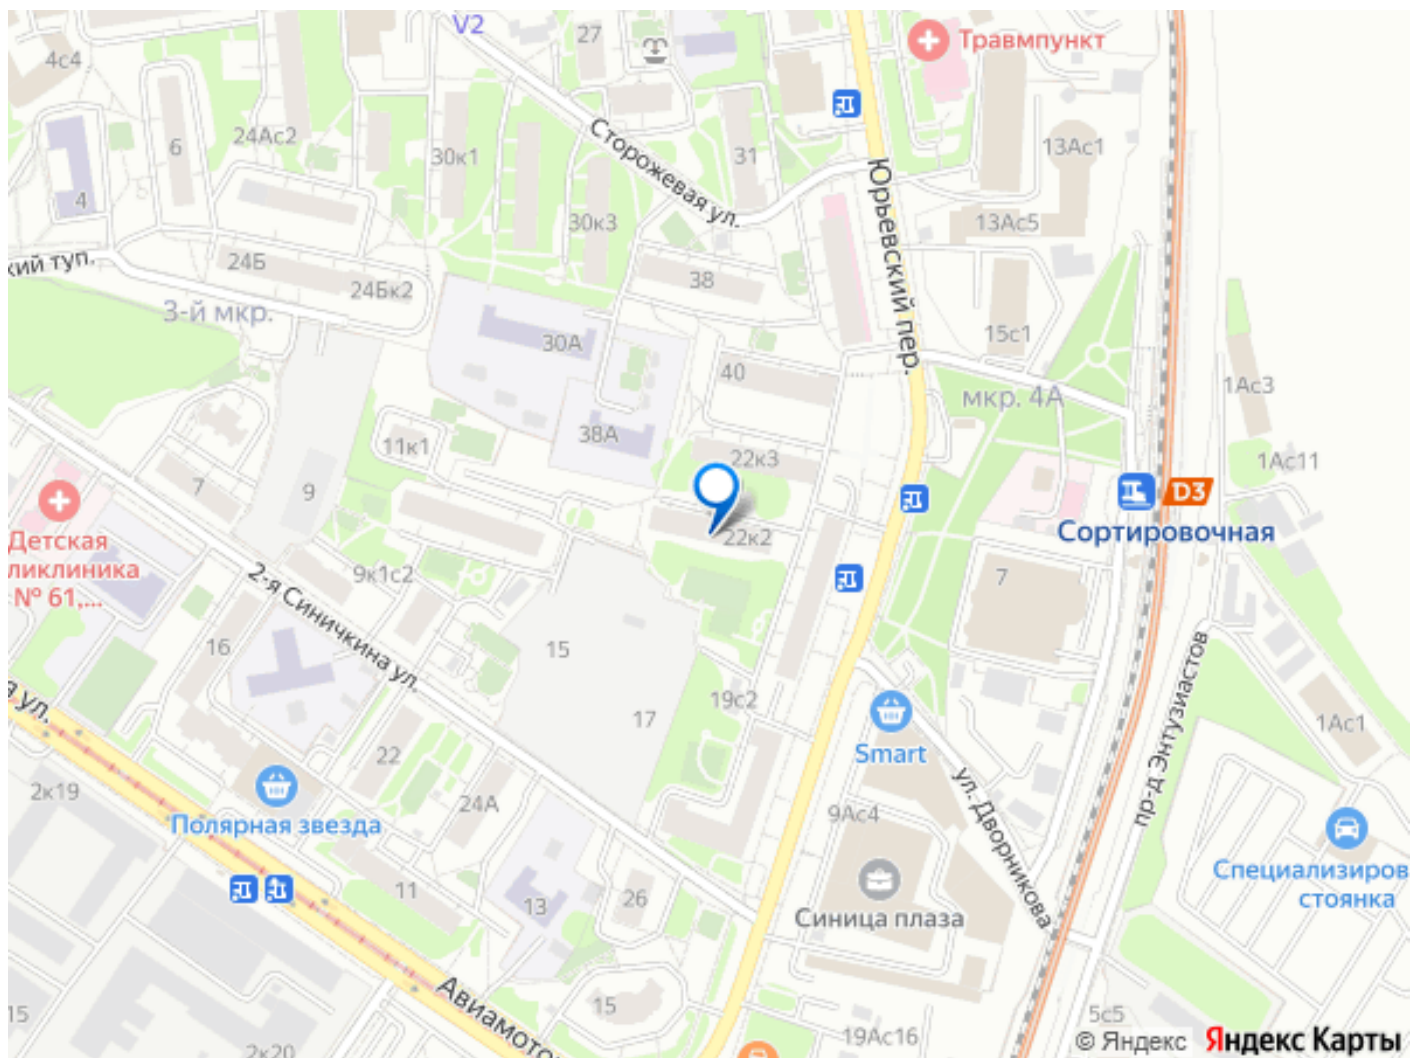 V2
27
Травмпункт
4с4
24Ас2
6
30к1
Сторожевая ул.
31
13Ас1
4
30к3
Юрьевский пер.
13Ас5
кий туп.
24Б
24Бк2
38
3-й мкр.
30А
15с1
40
1Ас3
мкр. 4А
38А
11к1
22к3
1Ас11
7
9
D3
Сортировочная
22к2
Детская
ликлиника
№ 61,...
9к1с2
7
2-я Синичкина ул.
16
15
19с2
17
я ул.
пр-д Энтузиастов
1Ас1
Smart
22
2к19
24А
ул. Дворникова
9Ас4
Полярная звезда
Специализиров
стоянка
11
13
26
Синица плаза
Авиамото
15
15
5с5
19Ас16
2к20
© Яндекс Яндекс Карты